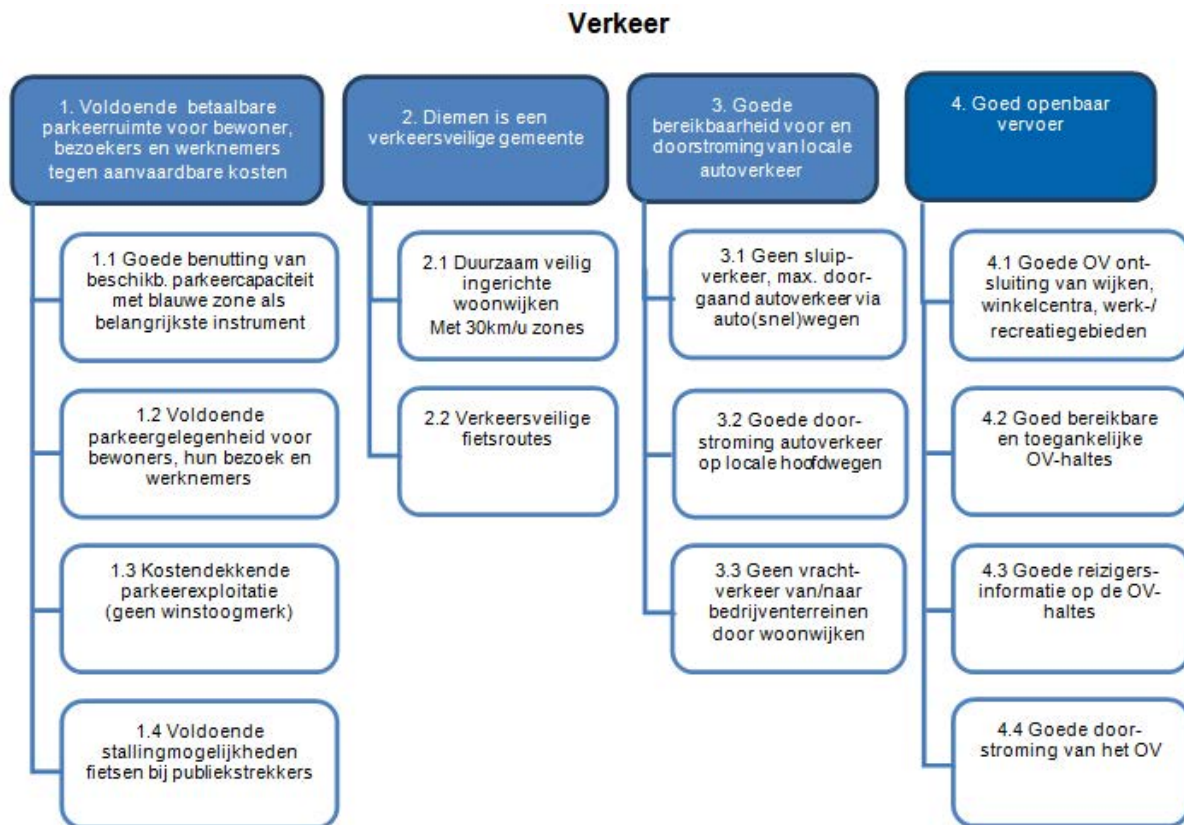 Verkeer
1. Voldoende betaalbare
parkeerruimte voor bewoner,
bezoekers en werknemers
tegen aanvaardbare kosten
1.1 Goede benutting van
beschikb. parkeercapaciteit
met blauwe zone als
belangrijkste instrument
1.2 Voldoende
parkeergelegenheid voor
bewoners, hun bezoek en
werknemers
1.3 Kostendekkende
parkeerexploitatie
(geen winstoogmerk)
1.4 Voldoende
stallingmogelijkheden
fietsen bij publiekstrekkers
2. Diemen is een
verkeersveilige gemeente
2.1 Duurzaam veilig
ingerichte
woonwijken
Met 30km/u zones
2.2 Verkeersveilige
fietsroutes
3. Goede
bereikbaarheid voor en
doorstroming van locale
autoverkeer
3.1 Geen sluip-
verkeer, max. door-
gaand autoverkeer via
auto(snel)wegen
3.2 Goede door-
stroming autoverkeer
op locale hoofdwegen
3.3 Geen vracht-
verkeer van/naar
bedrijventerreinen
door woonwijken
4. Goed openbaar
vervoer
4.1 Goede OV ont-
sluiting van wijken,
winkelcentra, werk-/
recreatiegebieden
4.2 Goed bereikbare
en toegankelijke
OV-haltes
4.3 Goede reizigers-
informatie op de OV-
haltes
4.4 Goede door-
stroming van het OV